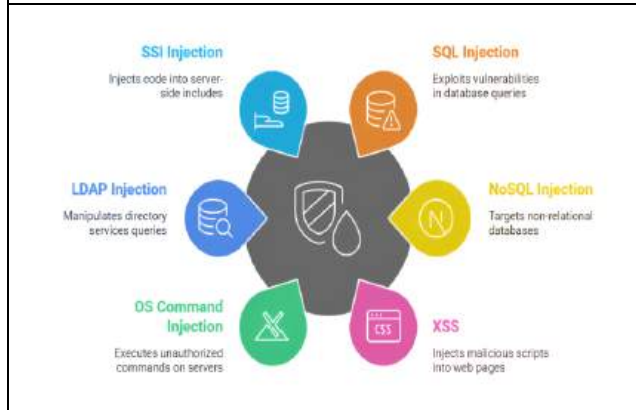 SSI Injection
Injects code into server-
side includes
SQL Injection
Exploits vulnerabilities
in database queries
LDAP Injection
Manipulates directory
services queries
N
NoSQL Injection
Targets non-relational
databases
OS Command
Injection
Executes unauthorized
commands on servers
CSS
XSS
Injects malicious scripts
into web pages